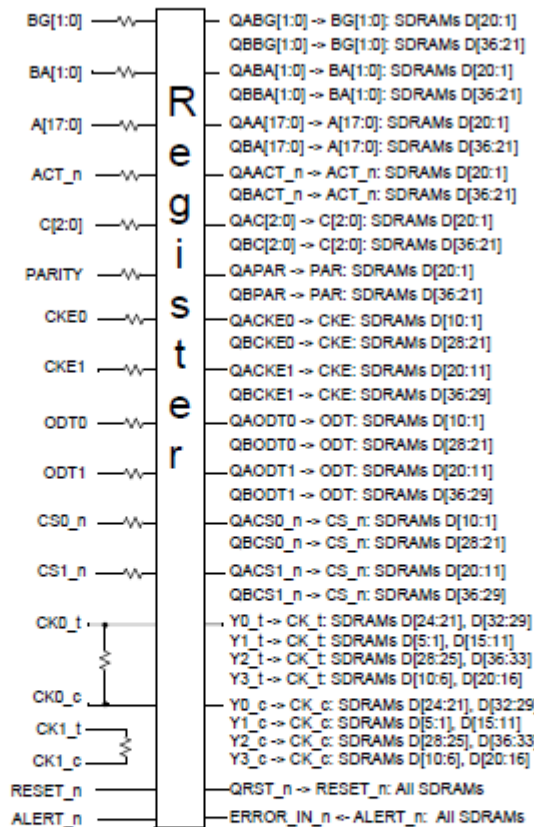 BG[1:0] QABG[1:0] -> BG[1:0]: SDRAMs D[20:1]
QBBG[1:0] -> BG[1:0]: SDRAMs D[36:21]
BA[1:0] QABA[1:0] -> BA[1:0]: SDRAMs D[20:1]
QBBA[1:0] -> BA[1:0]: SDRAMs D[36:21]
A[17:0] QAA[17:0] -> A[17:0]: SDRAMs D[20:1]
QBA[17:0] -> A[17:0]: SDRAMs D[36:21]
ACT_n QAACT_n -> ACT_n: SDRAMs D[20:1]
QBACT_n -> ACT_n: SDRAMs D[36:21]
C[2:0] QAC[2:0] -> C[2:0]: SDRAMs D[20:1]
QBC[2:0] -> C[2:0]: SDRAMs D[36:21]
PARITY QAPAR -> PAR: SDRAMs D[20:1]
QBPAR -> PAR: SDRAMs D[36:21]
CKE0 QACKE0 -> CKE: SDRAMs D[10:1]
QBCKE0 -> CKE: SDRAMs D[28:21]
CKE1 QACKE1 -> CKE: SDRAMs D[20:11]
QBCKE1 -> CKE: SDRAMs D[36:29]
ODT0 QAODT0 -> ODT: SDRAMs D[10:1]
QBODT0 -> ODT: SDRAMs D[28:21]
ODT1 QAODT1 -> ODT: SDRAMs D[20:11]
QBODT1 -> ODT: SDRAMs D[36:29]
CS0_n QACS0_n -> CS_n: SDRAMs D[10:1]
QBCS0_n -> CS_n: SDRAMs D[28:21]
CS1_n QACS1_n -> CS_n: SDRAMs D[20:11]
QBCS1_n -> CS_n: SDRAMs D[36:29]
CK0_t Y0_t -> CK_t: SDRAMs D[24:21], D[32:29]
Y1_t -> CK_t: SDRAMs D[5:1], D[15:11]
Y2_t -> CK_t: SDRAMs D[28:25], D[36:33]
Y3_t -> CK_t: SDRAMs D[10:6], D[20:16]
CK0_c Y0_c -> CK_c: SDRAMs D[24:21], D[32:29]
CK1_t Y1_c -> CK_c: SDRAMs D[5:1], D[15:11]
Y2_c -> CK_c: SDRAMs D[28:25], D[36:33]
CK1_c Y3_c -> CK_c: SDRAMs D[10:6], D[20:16]
RESET_n QRST_n -> RESET_n: All SDRAMs
ALERT_n ERROR_IN_n <- ALERT_n: All SDRAMs
Register